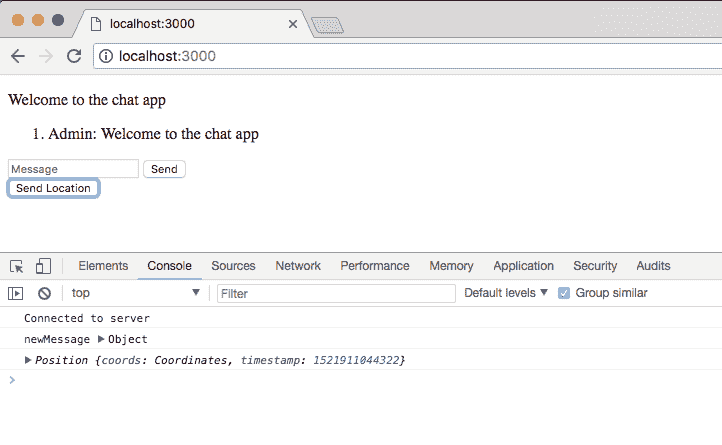 localhost:3000
localhost:3000
Welcome to the chat app
1. Admin: Welcome to the chat app
Message Send
Send Location
Elements Console Sources Network Performance Memory Application Security Audits
top Filter Default levels Group similar
Connected to server
newMessage ▶Object
▶Position {coords: Coordinates, timestamp: 1521911044322}
>